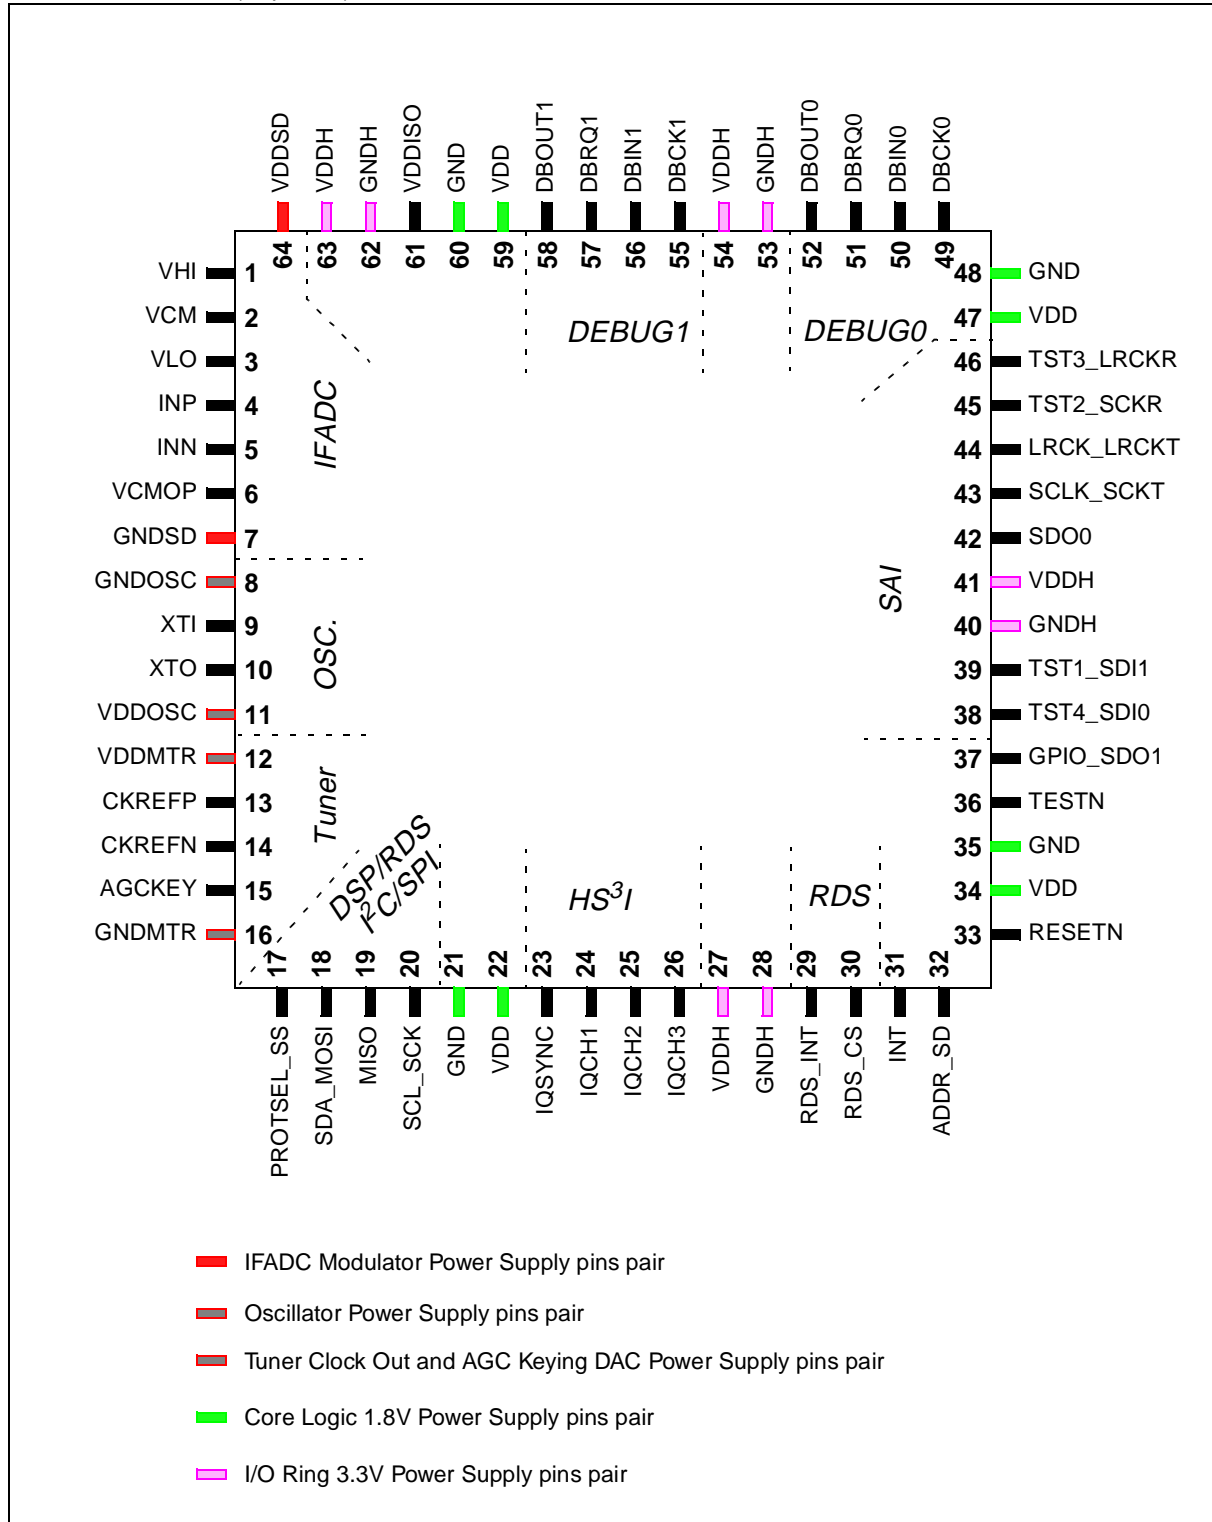 VDDSD
VDDH
GNDH
VDDISO
GND
VDD
DBOUT1
DBRQ1
DBIN1
DBCK1
VDDH
GNDH
DBOUT0
DBRQ0
DBIN0
DBCK0
64
63
62
61
60
59
58
57
56
55
54
53
52
51
50
49
VHI 1
VCM 2
VLO 3
INP 4
INN 5
VCMOP 6
GNDSD 7
GNDOSC 8
XTI 9
XTO 10
VDDOSC 11
VDDMTR 12
CKREFP 13
CKREFN 14
AGCKEY 15
GNDMTR 16
IFADC
OSC.
Tuner
DEBUG1
DEBUG0
SAI
DSP/RDS
I2C/SPI
HS3I
RDS
48 GND
47 VDD
46 TST3_LRCKR
45 TST2_SCKR
44 LRCK_LRCKT
43 SCLK_SCKT
42 SDO0
41 VDDH
40 GNDH
39 TST1_SDI1
38 TST4_SDI0
37 GPIO_SDO1
36 TESTN
35 GND
34 VDD
33 RESETN
17
18
19
20
21
22
23
24
25
26
27
28
29
30
31
32
PROTSEL_SS
SDA_MOSI
MISO
SCL_SCK
GND
VDD
IQSYNC
IQCH1
IQCH2
IQCH3
VDDH
GNDH
RDS_INT
RDS_CS
INT
ADDR_SD
IFADC Modulator Power Supply pins pair
Oscillator Power Supply pins pair
Tuner Clock Out and AGC Keying DAC Power Supply pins pair
Core Logic 1.8V Power Supply pins pair
I/O Ring 3.3V Power Supply pins pair